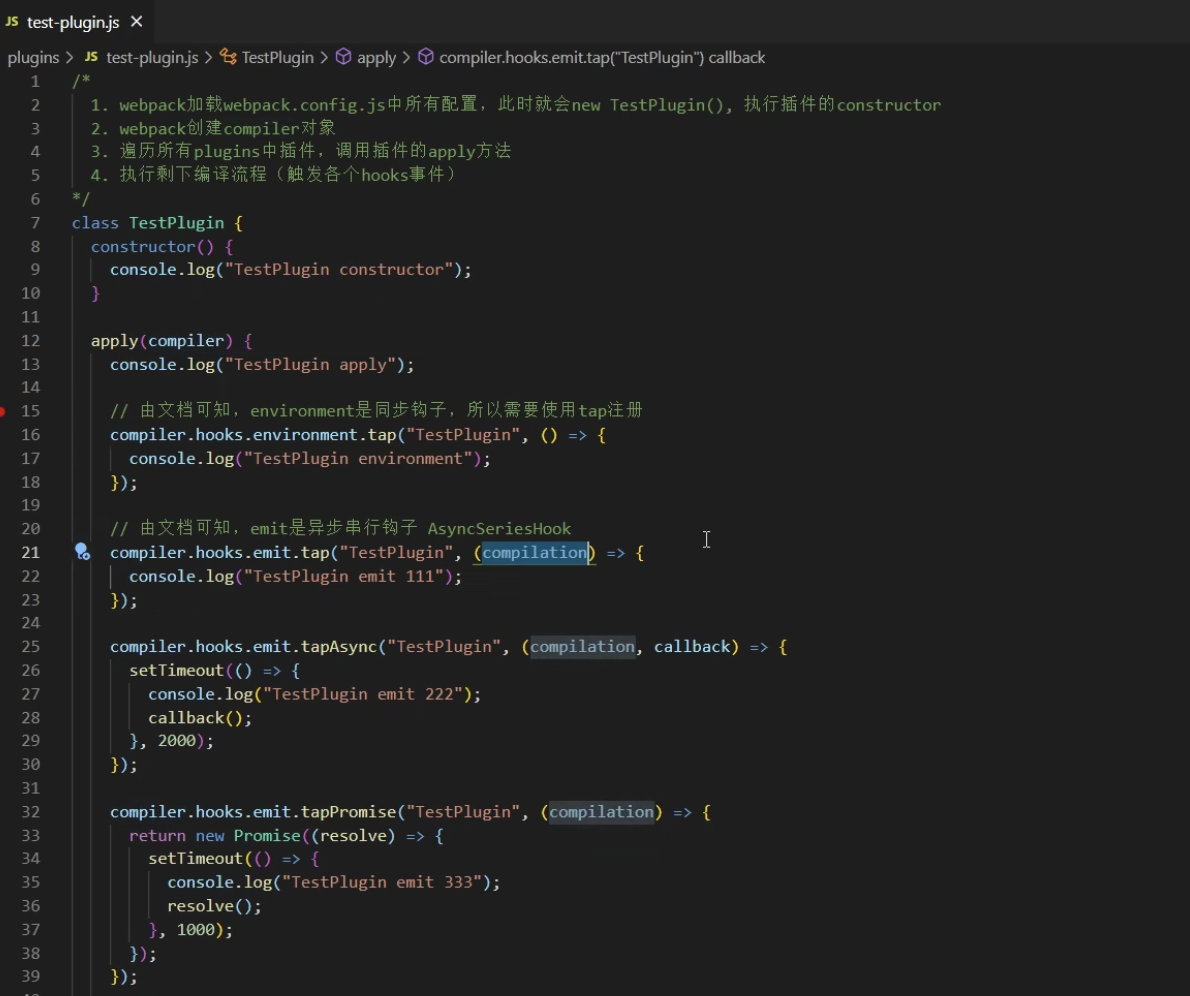 JS test-plugin.js ×
plugins > JS test-plugin.js > TestPlugin > apply > compiler.hooks.emit.tap("TestPlugin") callback
1 /*
2 1. webpack加载webpack.config.js中所有配置，此时就会new TestPlugin(), 执行插件的constructor
3 2. webpack创建compiler对象
4 3. 遍历所有plugins中插件，调用插件的apply方法
5 4. 执行剩下编译流程（触发各个hooks事件）
6 */
7 class TestPlugin {
8 constructor() {
9 console.log("TestPlugin constructor");
10 }
11
12 apply(compiler) {
13 console.log("TestPlugin apply");
14
15 // 由文档可知，environment是同步钩子，所以需要使用tap注册
16 compiler.hooks.environment.tap("TestPlugin", () => {
17 console.log("TestPlugin environment");
18 });
19
20 // 由文档可知，emit是异步串行钩子 AsyncSeriesHook
21 compiler.hooks.emit.tap("TestPlugin", (compilation) => {
22 console.log("TestPlugin emit 111");
23 });
24
25 compiler.hooks.emit.tapAsync("TestPlugin", (compilation, callback) => {
26 setTimeout(() => {
27 console.log("TestPlugin emit 222");
28 callback();
29 }, 2000);
30 });
31
32 compiler.hooks.emit.tapPromise("TestPlugin", (compilation) => {
33 return new Promise((resolve) => {
34 setTimeout(() => {
35 console.log("TestPlugin emit 333");
36 resolve();
37 }, 1000);
38 });
39 });